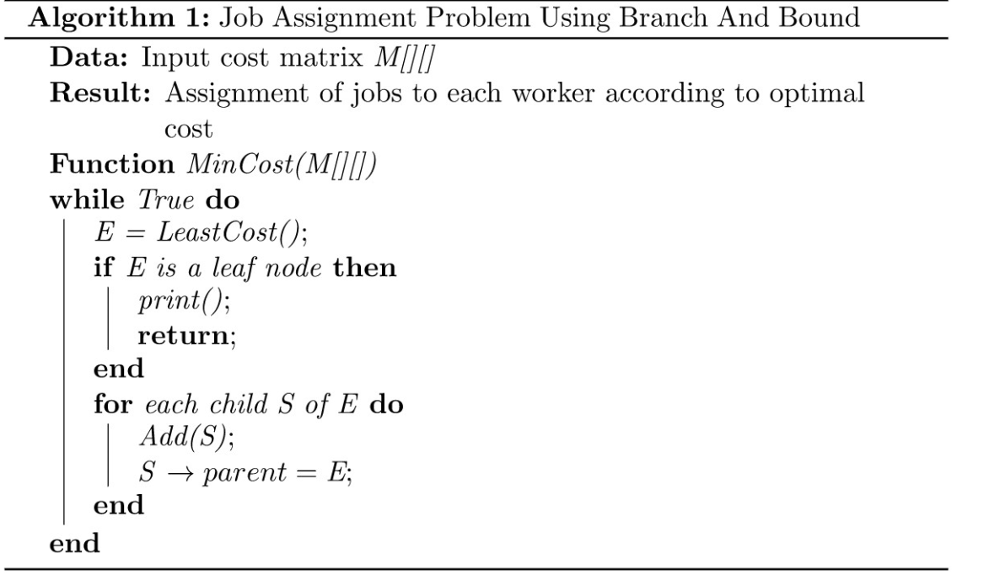 Algorithm 1: Job Assignment Problem Using Branch And Bound
Data: Input cost matrix M[][]
Result: Assignment of jobs to each worker according to optimal
cost
Function MinCost(M[][])
while True do
E = LeastCost();
if E is a leaf node then
print();
return;
end
for each child S of E do
Add(S);
S → parent = E;
end
end